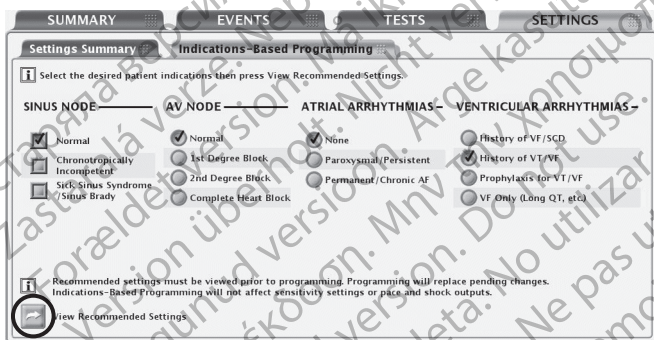 SUMMARY EVENTS TESTS SETTINGS
Settings Summary Indications-Based Programming
i Select the desired patient indications then press View Recommended Settings.
SINUS NODE AV NODE ATRIAL ARRHYTHMIAS VENTRICULAR ARRHYTHMIAS
Normal Normal None History of VF/SCD
Chronotropically
Incompetent 1st Degree Block Paroxysmal/Persistent History of VT/VF
Sick Sinus Syndrome
/Sinus Brady 2nd Degree Block Permanent/Chronic AF Prophylaxis for VT/VF
Complete Heart Block VF Only (Long QT, etc.)
i Recommended settings must be viewed prior to programming. Programming will replace pending changes.
Indications-Based Programming will not affect sensitivity settings or pace and shock outputs.
View Recommended Settings